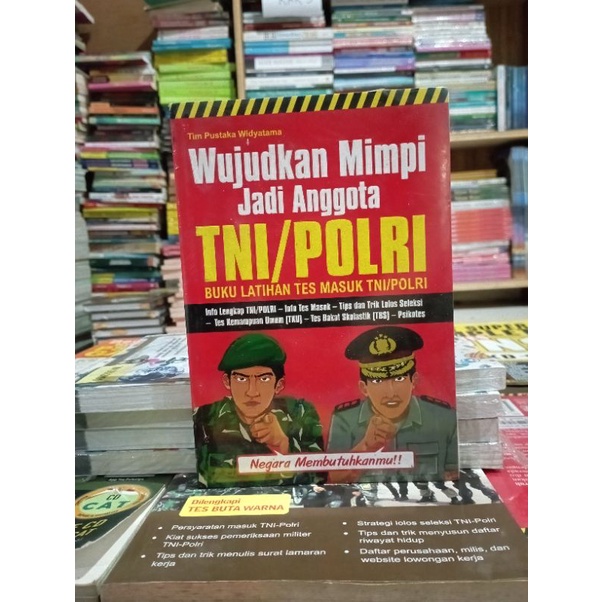 Tim Pustaka Widyatama
Wujudkan Mimpi
Jadi Anggota
TNI/POLRI
BUKU LATIHAN TES MASUK TNI/POLRI
Info Lengkap TNI/POLRI – Info Tes Masuk – Tips dan Trik Lolos Seleksi
– Tes Kemampuan Umum (TKU) – Tes Bakat Skolastik (TBS) – Psikotes
Negara Membutuhkanmu!!
CD
CAT
Dilengkapi
TES BUTA WARNA
• Persyaratan masuk TNI-Polri
• Kiat sukses pemeriksaan militer
TNI-Polri
• Tips dan trik menulis surat lamaran
kerja
• Strategi lolos seleksi TNI-Polri
• Tips dan trik menyusun daftar
riwayat hidup
• Daftar perusahaan, milis, dan
website lowongan kerja